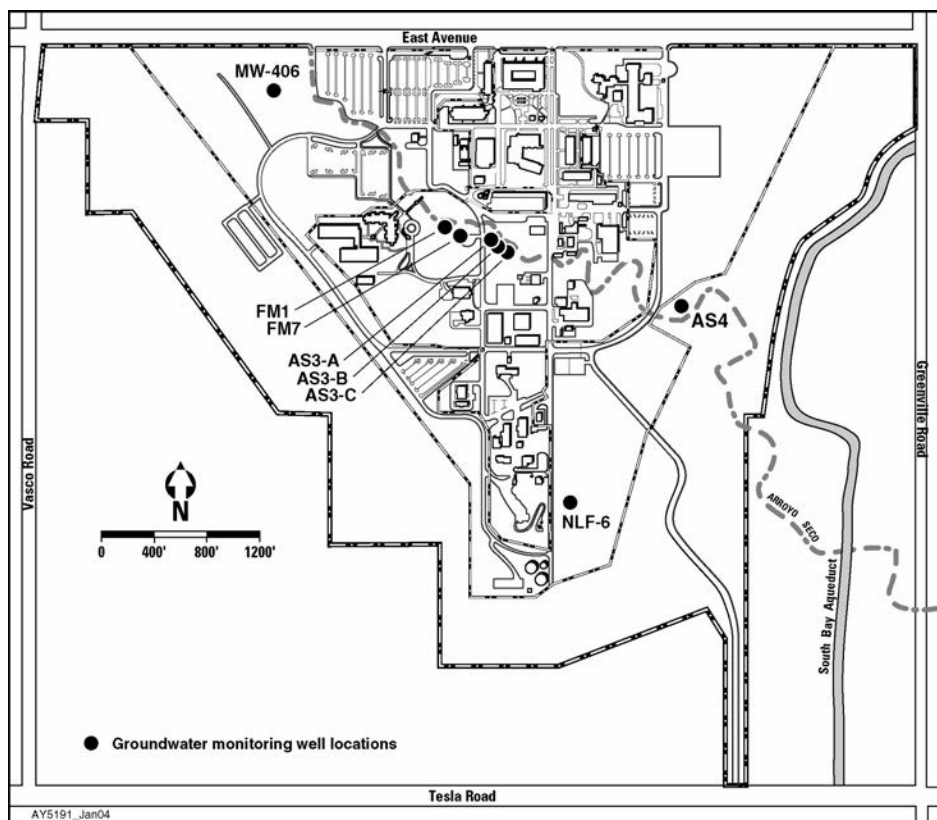 East Avenue
MW-406
FM1
FM7
AS3-A
AS3-B
AS3-C
AS4
NLF-6
Vasco Road
Greenville Road
ARROYO SECO
South Bay Aqueduct
N
0 400' 800' 1200'
Groundwater monitoring well locations
Tesla Road
AY5191_Jan04